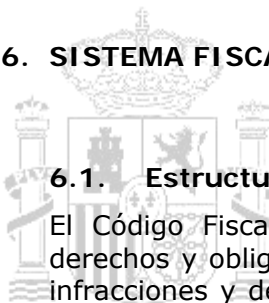 6. SISTEMA FISCA
6.1. Estructu
El Código Fisca
derechos y oblig
infracciones y de